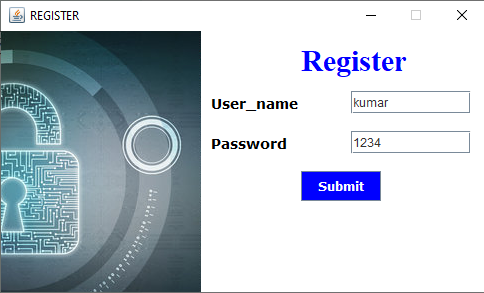 REGISTER
Register
User_name kumar
Password 1234
Submit